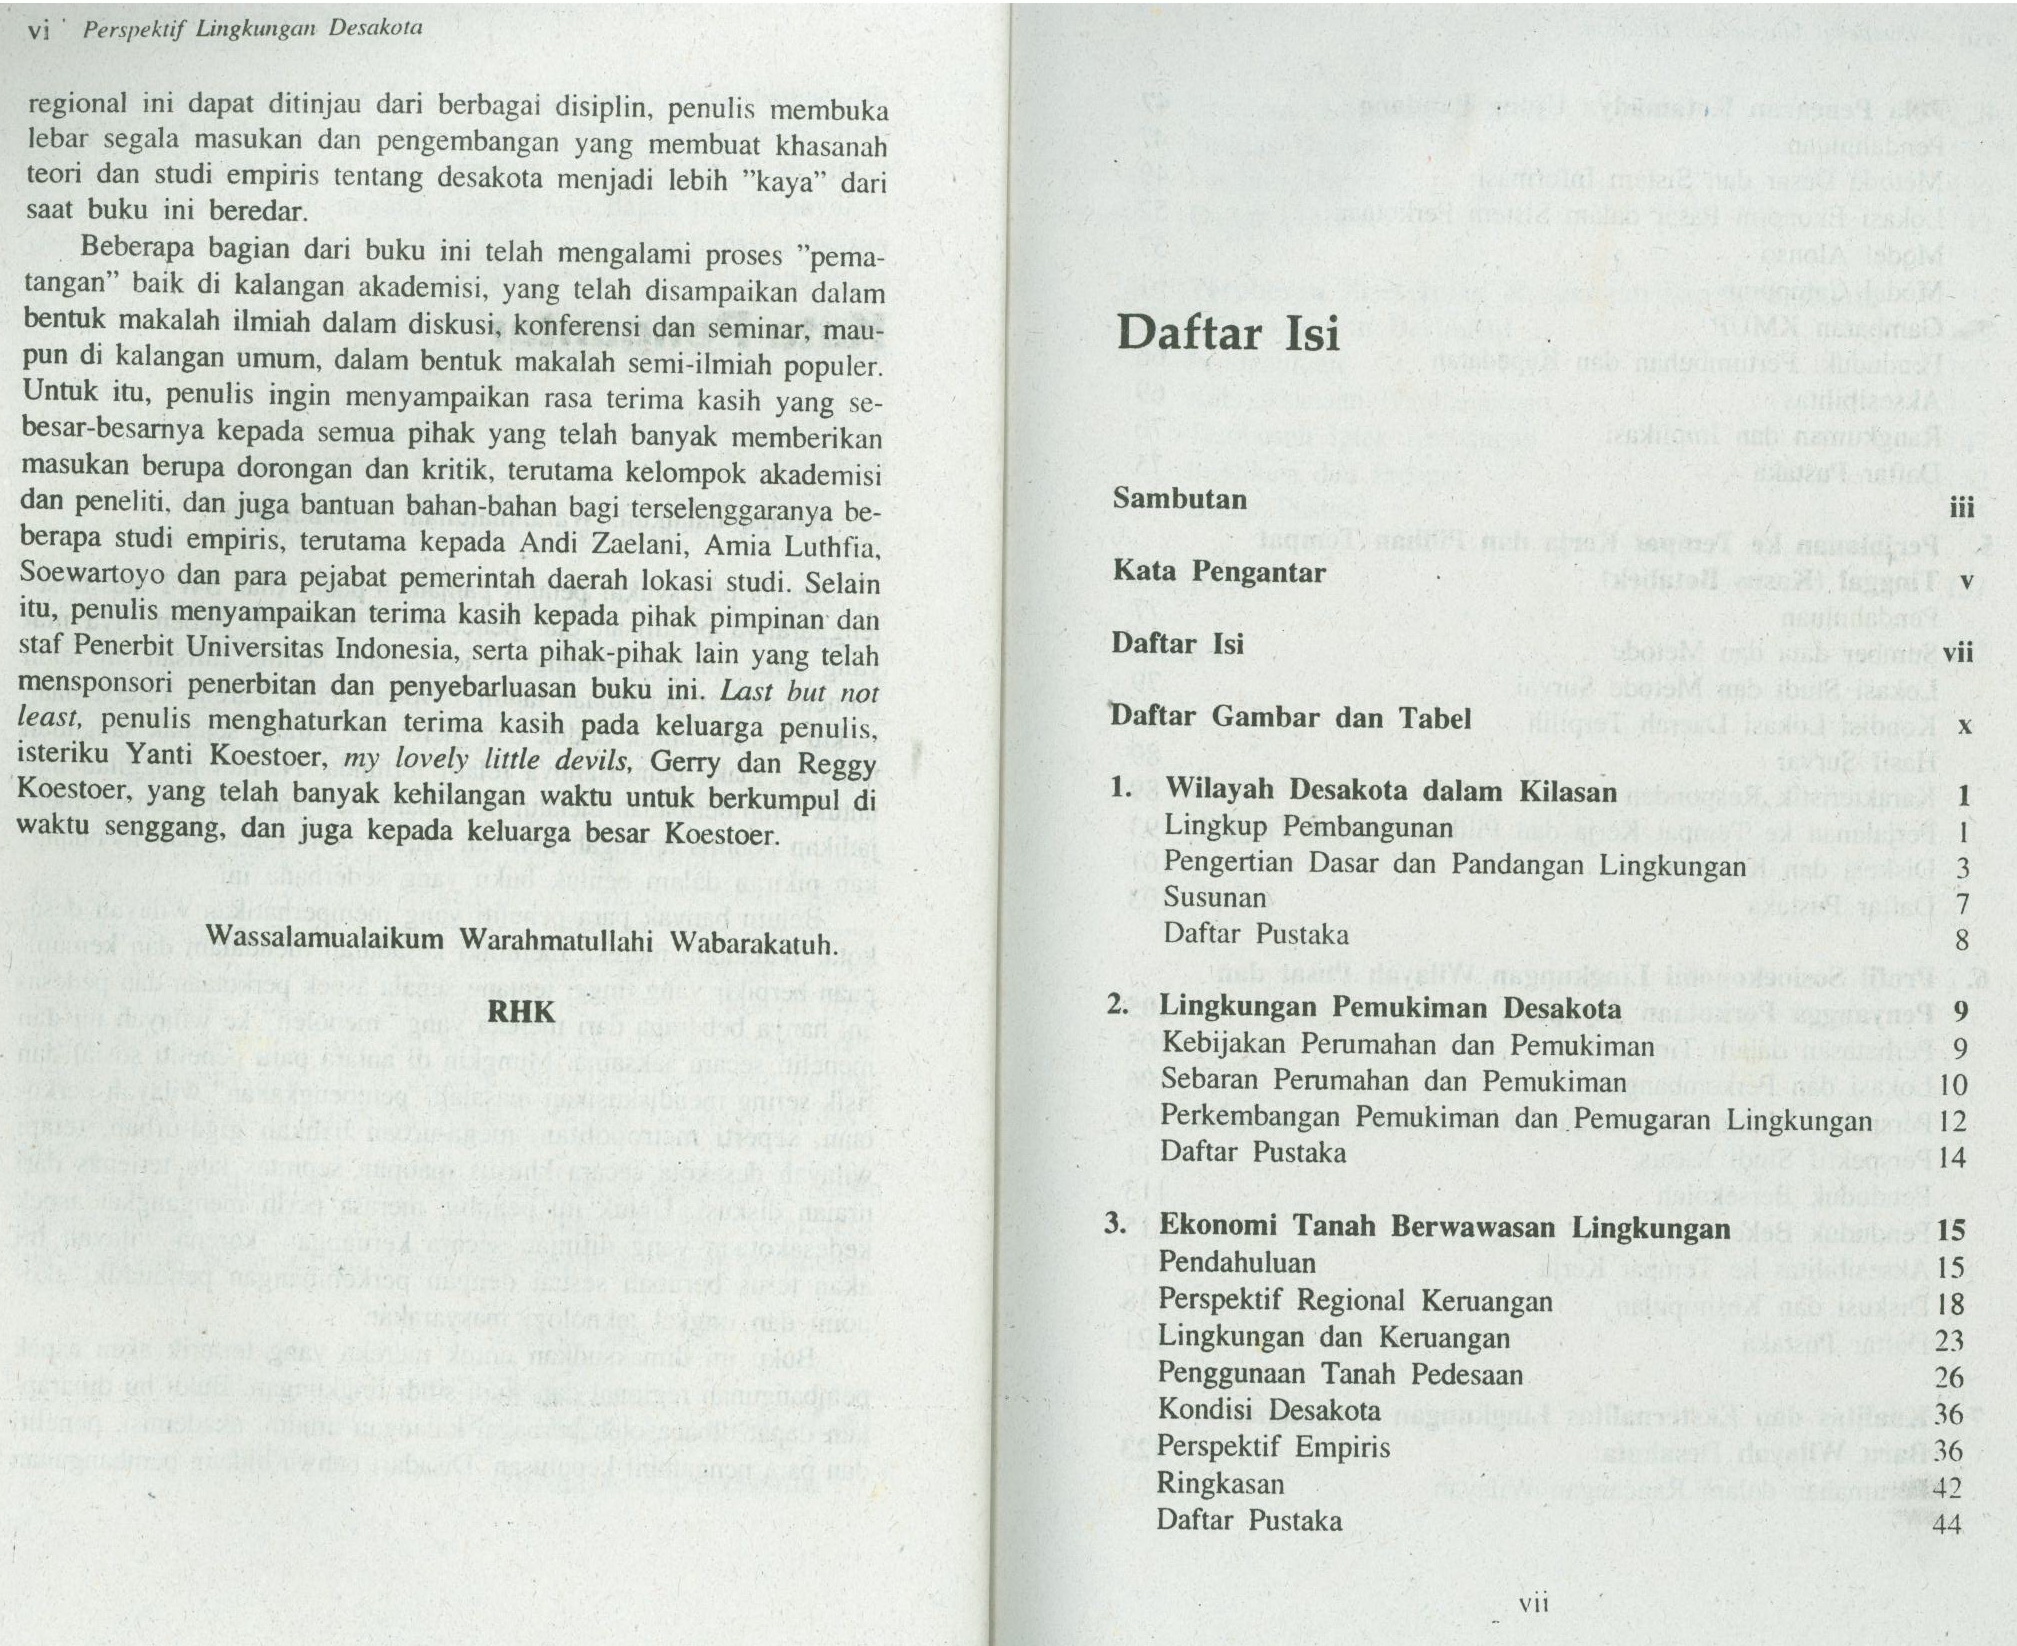 vi Perspektif Lingkungan Desakota
regional ini dapat ditinjau dari berbagai disiplin, penulis membuka
lebar segala masukan dan pengembangan yang membuat khasanah
teori dan studi empiris tentang desakota menjadi lebih ”kaya” dari
saat buku ini beredar.
Beberapa bagian dari buku ini telah mengalami proses ”pema-
tangan” baik di kalangan akademisi, yang telah disampaikan dalam
bentuk makalah ilmiah dalam diskusi, konferensi dan seminar, mau-
pun di kalangan umum, dalam bentuk makalah semi-ilmiah populer.
Untuk itu, penulis ingin menyampaikan rasa terima kasih yang se-
besar-besarnya kepada semua pihak yang telah banyak memberikan
masukan berupa dorongan dan kritik, terutama kelompok akademisi
dan peneliti, dan juga bantuan bahan-bahan bagi terselenggaranya be-
berapa studi empiris, terutama kepada Andi Zaelani, Amia Luthfia,
Soewartoyo dan para pejabat pemerintah daerah lokasi studi. Selain
itu, penulis menyampaikan terima kasih kepada pihak pimpinan dan
staf Penerbit Universitas Indonesia, serta pihak-pihak lain yang telah
mensponsori penerbitan dan penyebarluasan buku ini. Last but not
least, penulis menghaturkan terima kasih pada keluarga penulis,
isteriku Yanti Koestoer, my lovely little devils, Gerry dan Reggy
Koestoer, yang telah banyak kehilangan waktu untuk berkumpul di
waktu senggang, dan juga kepada keluarga besar Koestoer.
Wassalamualaikum Warahmatullahi Wabarakatuh.
RHK
Daftar Isi
Sambutan iii
Kata Pengantar v
Daftar Isi vii
Daftar Gambar dan Tabel x
1. Wilayah Desakota dalam Kilasan 1
Lingkup Pembangunan 1
Pengertian Dasar dan Pandangan Lingkungan 3
Susunan 7
Daftar Pustaka 8
2. Lingkungan Pemukiman Desakota 9
Kebijakan Perumahan dan Pemukiman 9
Sebaran Perumahan dan Pemukiman 10
Perkembangan Pemukiman dan Pemugaran Lingkungan 12
Daftar Pustaka 14
3. Ekonomi Tanah Berwawasan Lingkungan 15
Pendahuluan 15
Perspektif Regional Keruangan 18
Lingkungan dan Keruangan 23
Penggunaan Tanah Pedesaan 26
Kondisi Desakota 36
Perspektif Empiris 36
Ringkasan 42
Daftar Pustaka 44
vii